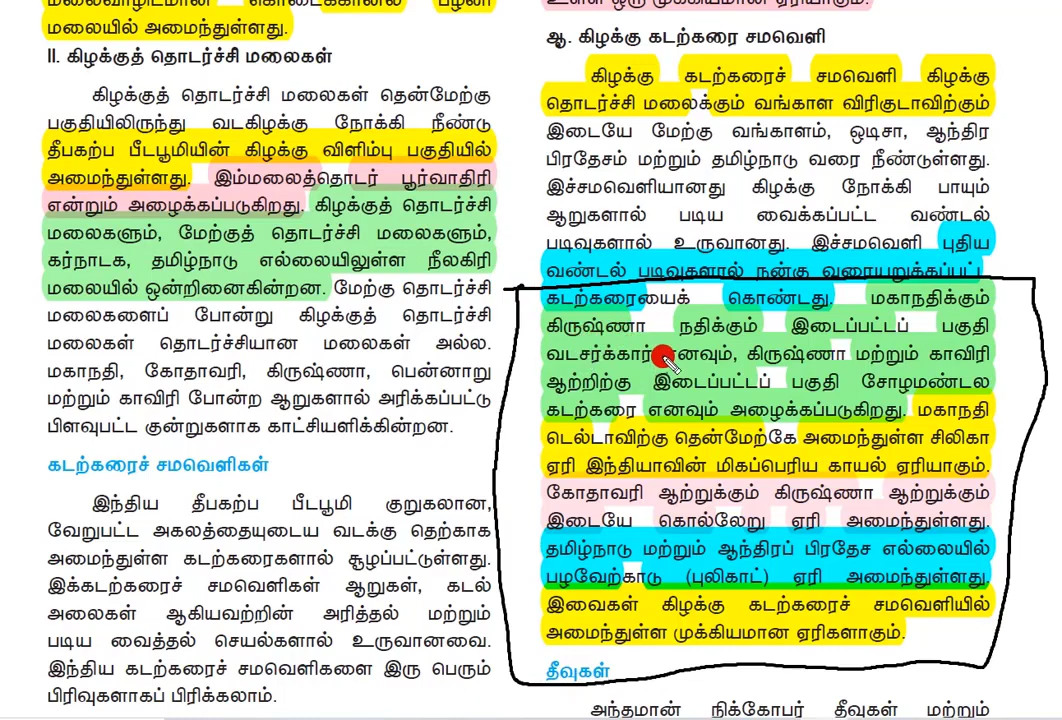 மலைவாழிடமான கொடைக்கானல் பழனி
மலையில் அமைந்துள்ளது.
II. கிழக்குத் தொடர்ச்சி மலைகள்
கிழக்குத் தொடர்ச்சி மலைகள் தென்மேற்கு
பகுதியிலிருந்து வடகிழக்கு நோக்கி நீண்டு
தீபகற்ப பீடபூமியின் கிழக்கு விளிம்பு பகுதியில்
அமைந்துள்ளது. இம்மலைத்தொடர் பூர்வாதிரி
என்றும் அழைக்கப்படுகிறது. கிழக்குத் தொடர்ச்சி
மலைகளும், மேற்குத் தொடர்ச்சி மலைகளும்,
கர்நாடக, தமிழ்நாடு எல்லையிலுள்ள நீலகிரி
மலையில் ஒன்றினைகின்றன. மேற்கு தொடர்ச்சி
மலைகளைப் போன்று கிழக்குத் தொடர்ச்சி
மலைகள் தொடர்ச்சியான மலைகள் அல்ல.
மகாநதி, கோதாவரி, கிருஷ்ணா, பென்னாறு
மற்றும் காவிரி போன்ற ஆறுகளால் அரிக்கப்பட்டு
பிளவுபட்ட குன்றுகளாக காட்சியளிக்கின்றன.
கடற்கரைச் சமவெளிகள்
இந்திய தீபகற்ப பீடபூமி குறுகலான,
வேறுபட்ட அகலத்தையுடைய வடக்கு தெற்காக
அமைந்துள்ள கடற்கரைகளால் சூழப்பட்டுள்ளது.
இக்கடற்கரைச் சமவெளிகள் ஆறுகள், கடல்
அலைகள் ஆகியவற்றின் அரித்தல் மற்றும்
படிய வைத்தல் செயல்களால் உருவானவை.
இந்திய கடற்கரைச் சமவெளிகளை இரு பெரும்
பிரிவுகளாகப் பிரிக்கலாம்.
உள்ள ஒரு முக்கியமான ஏரியாகும்.
ஆ. கிழக்கு கடற்கரை சமவெளி
கிழக்கு கடற்கரைச் சமவெளி கிழக்கு
தொடர்ச்சி மலைக்கும் வங்காள விரிகுடாவிற்கும்
இடையே மேற்கு வங்காளம், ஒடிசா, ஆந்திர
பிரதேசம் மற்றும் தமிழ்நாடு வரை நீண்டுள்ளது.
இச்சமவெளியானது கிழக்கு நோக்கி பாயும்
ஆறுகளால் படிய வைக்கப்பட்ட வண்டல்
படிவுகளால் உருவானது. இச்சமவெளி புதிய
வண்டல் படிவுகளால் நன்கு வரையறுக்கப்பட்ட
கடற்கரையைக் கொண்டது. மகாநதிக்கும்
கிருஷ்ணா நதிக்கும் இடைப்பட்டப் பகுதி
வடசர்க்கார் எனவும், கிருஷ்ணா மற்றும் காவிரி
ஆற்றிற்கு இடைப்பட்டப் பகுதி சோழமண்டல
கடற்கரை எனவும் அழைக்கப்படுகிறது. மகாநதி
டெல்டாவிற்கு தென்மேற்கே அமைந்துள்ள சிலிகா
ஏரி இந்தியாவின் மிகப்பெரிய காயல் ஏரியாகும்.
கோதாவரி ஆற்றுக்கும் கிருஷ்ணா ஆற்றுக்கும்
இடையே கொல்லேறு ஏரி அமைந்துள்ளது.
தமிழ்நாடு மற்றும் ஆந்திரப் பிரதேச எல்லையில்
பழவேற்காடு (புலிகாட்) ஏரி அமைந்துள்ளது.
இவைகள் கிழக்கு கடற்கரைச் சமவெளியில்
அமைந்துள்ள முக்கியமான ஏரிகளாகும்.
தீவுகள்
அந்தமான் நிக்கோபர் தீவுகள் மற்றும்